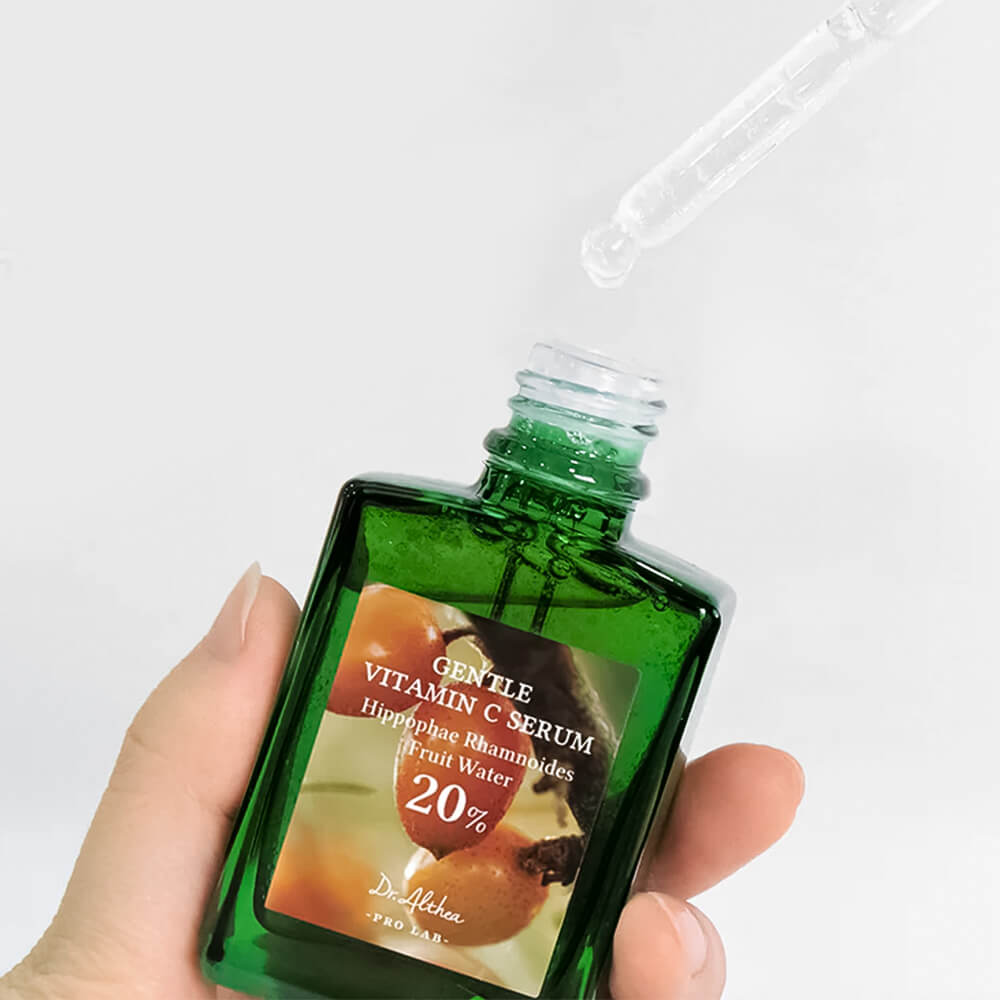 GENTLE
VITAMIN C SERUM
Hippophae Rhamnoides
Fruit Water
20%
Dr. Althea
-PRO LAB-